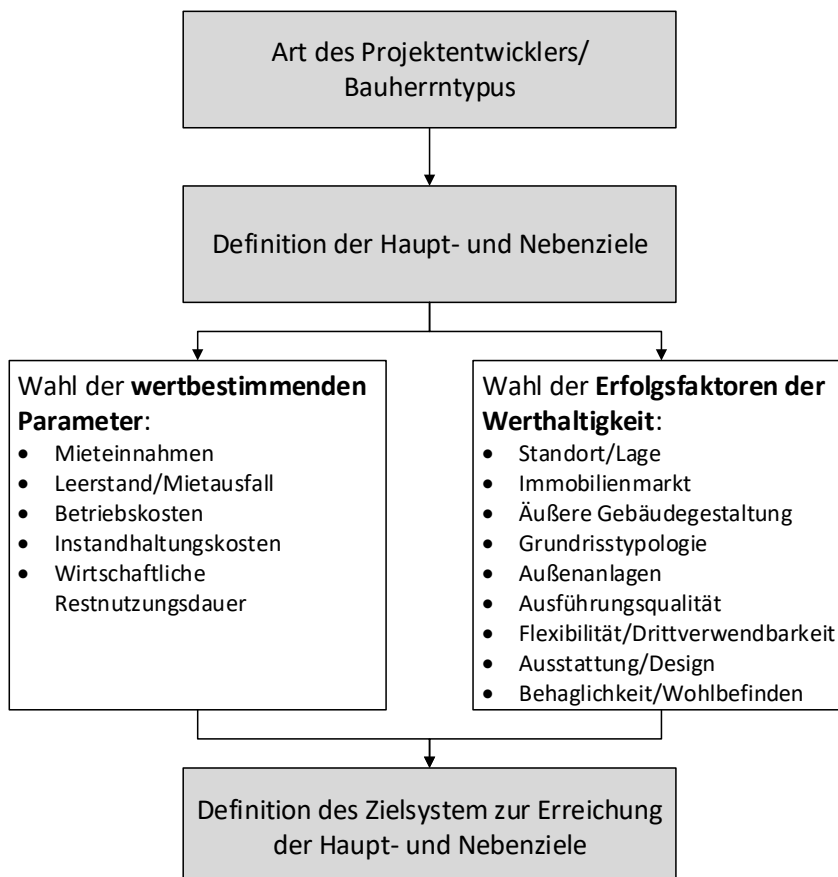 Art des Projektentwicklers/
Bauherrntypus
Definition der Haupt- und Nebenziele
Wahl der wertbestimmenden
Parameter:
• Mieteinnahmen
• Leerstand/Mietausfall
• Betriebskosten
• Instandhaltungskosten
• Wirtschaftliche
Restnutzungsdauer
Wahl der Erfolgsfaktoren der
Werthaltigkeit:
• Standort/Lage
• Immobilienmarkt
• Äußere Gebäudegestaltung
• Grundrisstypologie
• Außenanlagen
• Ausführungsqualität
• Flexibilität/Drittverwendbarkeit
• Ausstattung/Design
• Behaglichkeit/Wohlbefinden
Definition des Zielsystem zur Erreichung
der Haupt- und Nebenziele